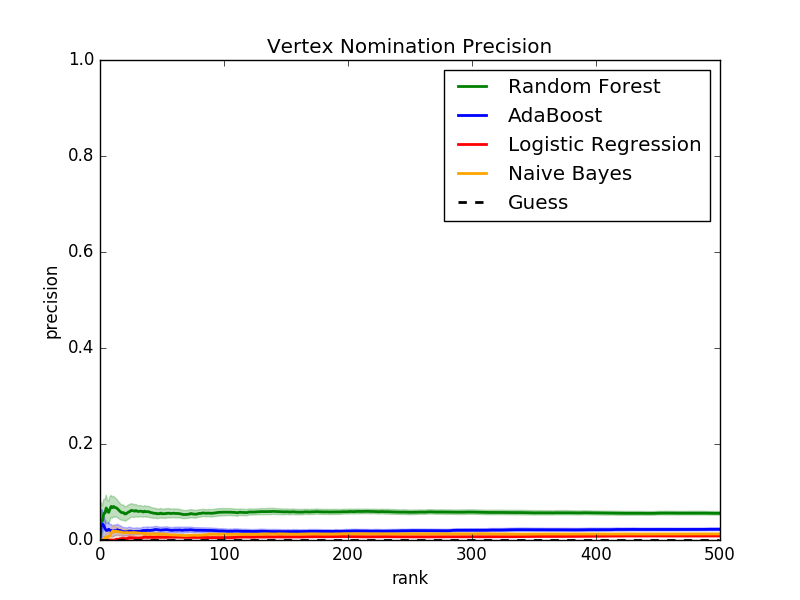 Vertex Nomination Precision
1.0
0.8
0.6
0.4
0.2
0.0
precision
Random Forest
AdaBoost
Logistic Regression
Naive Bayes
Guess
0
100
200
300
400
500
rank